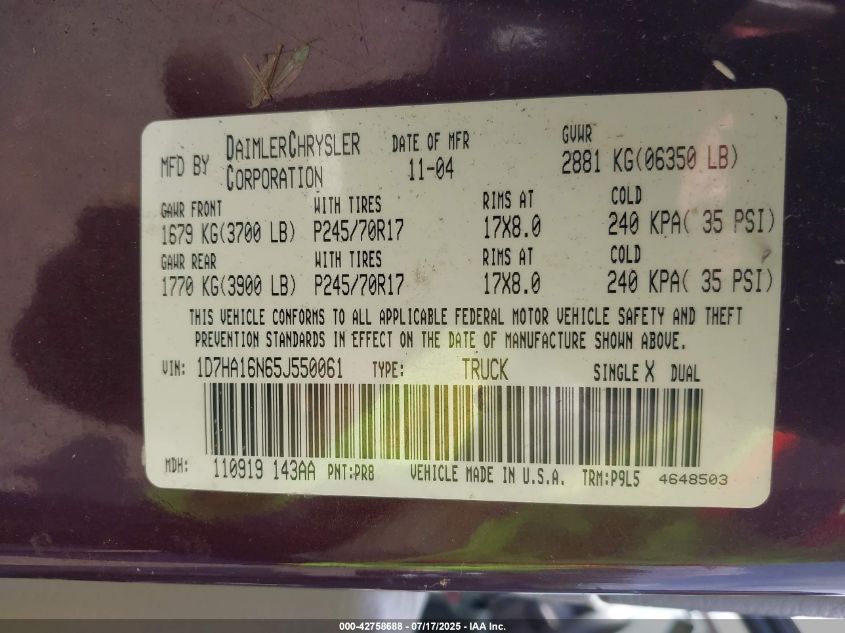 MFD BY DAIMLERCHRYSLER CORPORATION DATE OF MFR 11-04 GVWR 2881 KG(06350 LB)
GAWR FRONT WITH TIRES RIMS AT COLD
1679 KG(3700 LB) P245/70R17 17X8.0 240 KPA( 35 PSI)
GAWR REAR WITH TIRES RIMS AT COLD
1770 KG(3900 LB) P245/70R17 17X8.0 240 KPA( 35 PSI)
THIS VEHICLE CONFORMS TO ALL APPLICABLE FEDERAL MOTOR VEHICLE SAFETY AND THEFT
PREVENTION STANDARDS IN EFFECT ON THE DATE OF MANUFACTURE SHOWN ABOVE.
VIN: 1D7HA16N65J550061 TYPE: TRUCK SINGLE X DUAL
MDH: 110919 143AA PNT:PR8 VEHICLE MADE IN U.S.A. TRM:P9L5 4648503
000-42758688 - 07/17/2025 - IAA Inc.